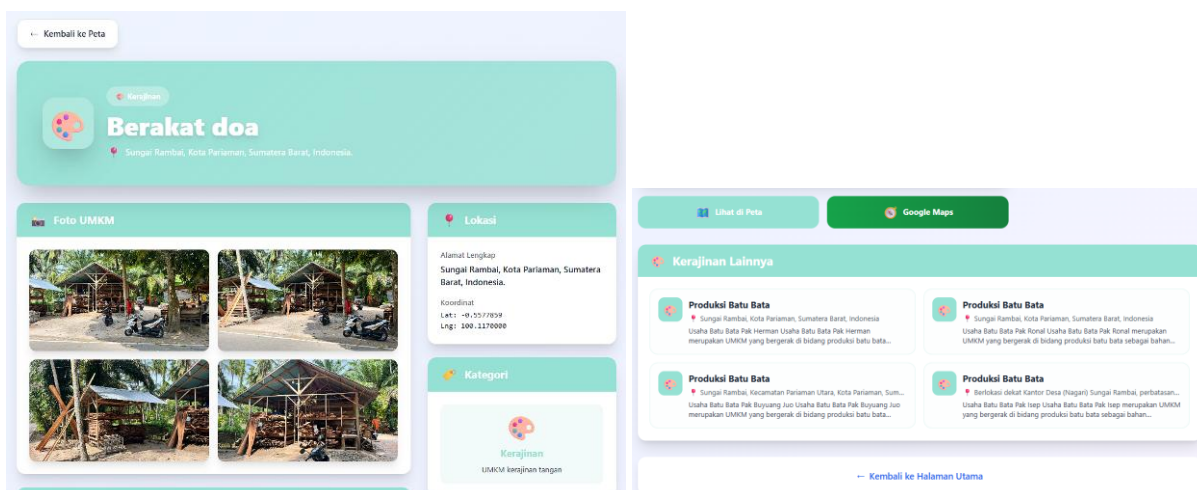 ← Kembali ke Peta
Kerajinan
Berakat doa
Sungai Rambai, Kota Pariaman, Sumatera Barat, Indonesia.
Foto UMKM
Lokasi
Alamat Lengkap
Sungai Rambai, Kota Pariaman, Sumatera
Barat, Indonesia.
Koordinat
Lat: -0.5577859
Lng: 100.1170000
Kategori
Kerajinan
UMKM kerajinan tangan
Lihat di Peta
Google Maps
Kerajinan Lainnya
Produksi Batu Bata
Sungai Rambai, Kota Pariaman, Sumatera Barat, Indonesia
Usaha Batu Bata Pak Herman Usaha Batu Bata Pak Herman
merupakan UMKM yang bergerak di bidang produksi batu bata...
Produksi Batu Bata
Sungai Rambai, Kota Pariaman, Sumatera Barat, Indonesia
Usaha Batu Bata Pak Ronal Usaha Batu Bata Pak Ronal merupakan
UMKM yang bergerak di bidang produksi batu bata sebagai bahan...
Produksi Batu Bata
Sungai Rambai, Kecamatan Pariaman Utara, Kota Pariaman, Sum...
Usaha Batu Bata Pak Buyuang Juo Usaha Batu Bata Pak Buyuang Juo
merupakan UMKM yang bergerak di bidang produksi batu bata...
Produksi Batu Bata
Berlokasi dekat Kantor Desa (Nagari) Sungai Rambai, perbatasan...
Usaha Batu Bata Pak Isep Usaha Batu Bata Pak Isep merupakan UMKM
yang bergerak di bidang produksi batu bata sebagai bahan...
← Kembali ke Halaman Utama